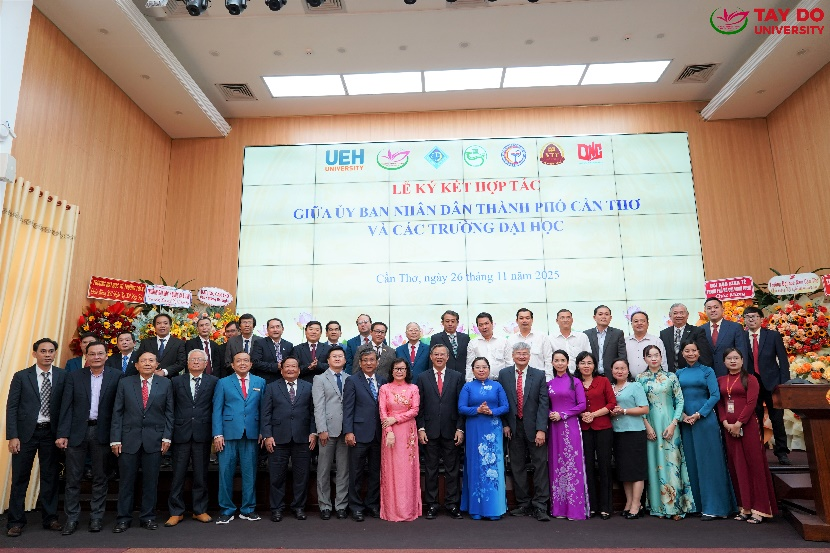 TAY DO
UNIVERSITY
UEH
UNIVERSITY
LỄ KÝ KẾT HỢP TÁC
GIỮA ỦY BAN NHÂN DÂN THÀNH PHỐ CẦN THƠ
VÀ CÁC TRƯỜNG ĐẠI HỌC
Cần Thơ, ngày 26 tháng 11 năm 2025